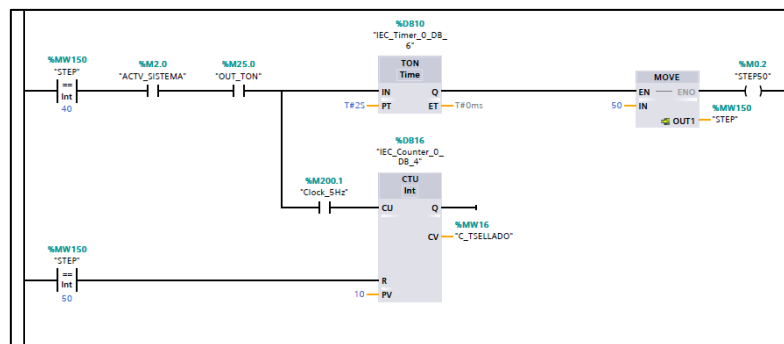 %DB10
"IEC_Timer_0_DB_
6"
%MW150
"STEP"
%M2.0
"ACTV_SISTEMA"
%M25.0
"OUT_TON"
TON
Time
MOVE
%M0.2
"STEP50"
==
Int
40
IN
Q
T#2S
PT
ET
T#0ms
EN
ENO
50
IN
OUT1
%MW150
"STEP"
%DB16
"IEC_Counter_0_
DB_4"
CTU
Int
%M200.1
"Clock_5Hz"
CU
Q
%MW16
CV
"C_TSELLADO"
%MW150
"STEP"
==
Int
50
R
10
PV